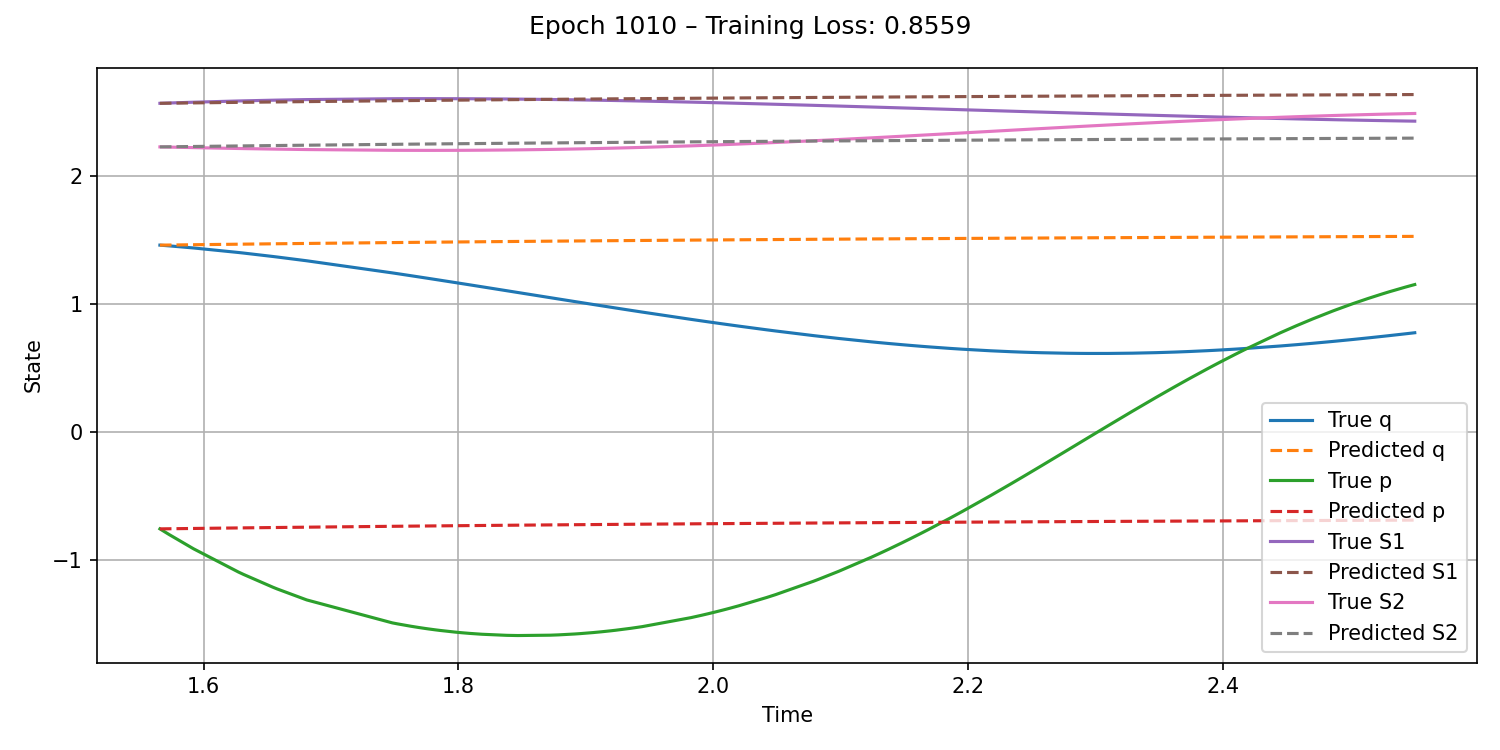 Epoch 1010 – Training Loss: 0.8559
State
2
1
0
−1
1.6
1.8
2.0
2.2
2.4
Time
True q
Predicted q
True p
Predicted p
True S1
Predicted S1
True S2
Predicted S2